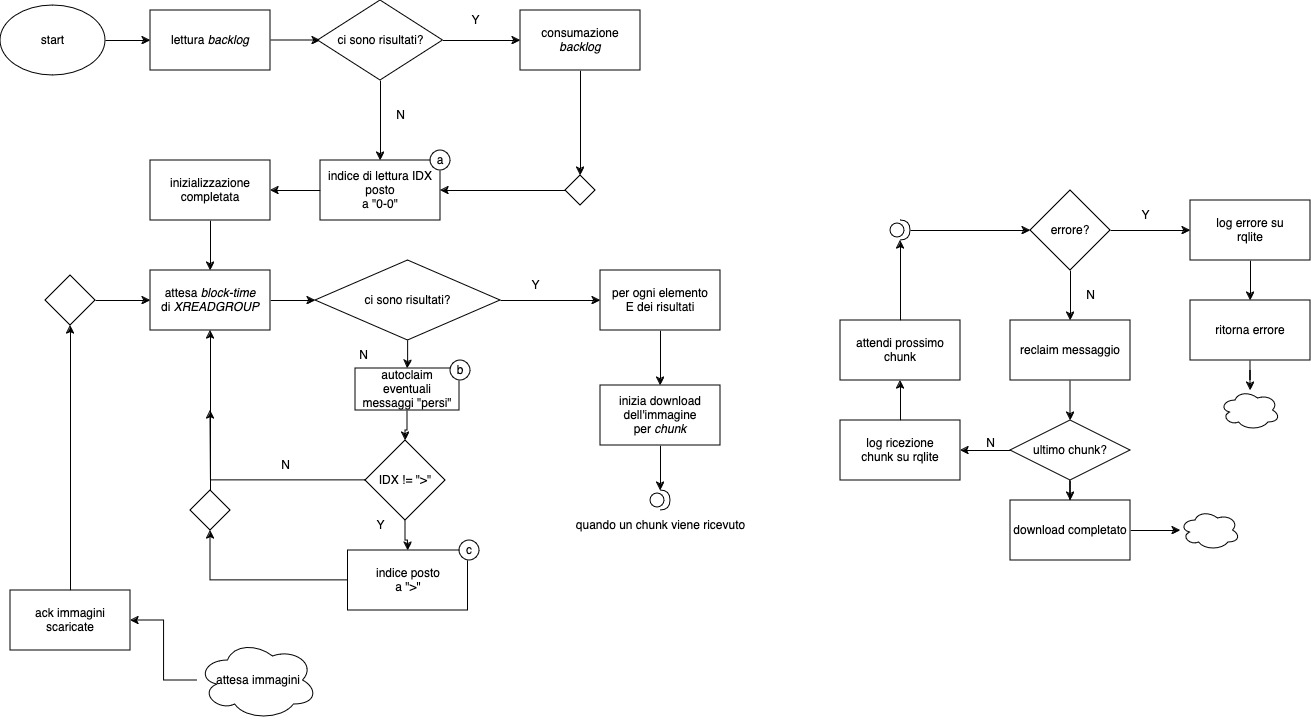 start
lettura backlog
ci sono risultati?
Y
consumazione
backlog
N
a
indice di lettura IDX
posto
a "0-0"
inizializzazione
completata
attesa block-time
di XREADGROUP
ci sono risultati?
Y
per ogni elemento
E dei risultati
N
b
autoclaim
eventuali
messaggi "persi"
inizia download
dell'immagine
per chunk
N
IDX != ">"
Y
quando un chunk viene ricevuto
c
indice posto
a ">"
ack immagini
scaricate
attesa immagini
errore?
Y
log errore su
rqlite
N
ritorna errore
attendi prossimo
chunk
reclaim messaggio
log ricezione
chunk su rqlite
N
ultimo chunk?
download completato